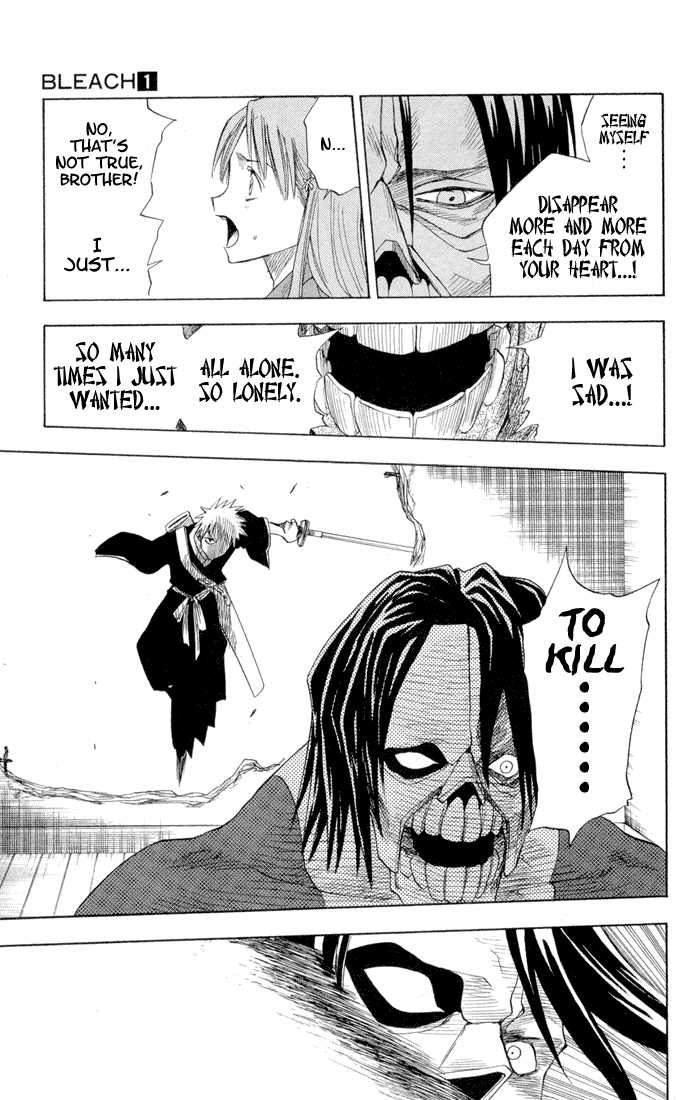 BLEACH 1
SEEING
MYSELF
...
DISAPPEAR
MORE AND MORE
EACH DAY FROM
YOUR HEART...!
N...
NO,
THAT'S
NOT TRUE,
BROTHER!
I
JUST...
I WAS
SAD...!
ALL ALONE.
SO LONELY.
SO MANY
TIMES I JUST
WANTED...
TO
KILL
......